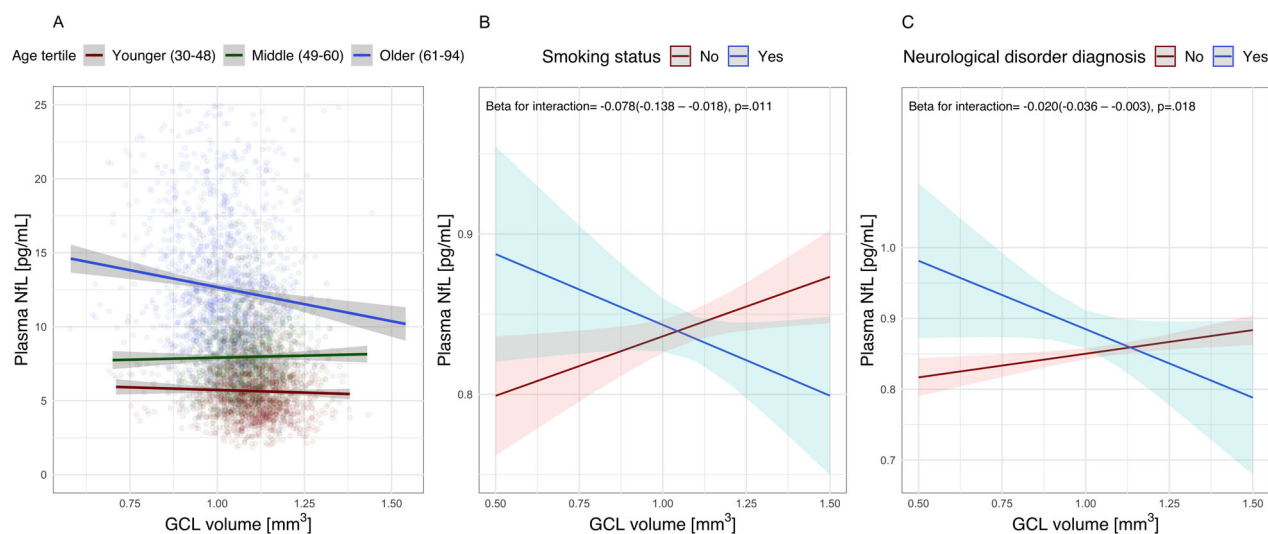 A
Age tertile Younger (30-48) Middle (49-60) Older (61-94)
25
20
15
10
5
0
Plasma NfL [pg/mL]
0.75 1.00 1.25 1.50
GCL volume [mm³]
B
Smoking status No Yes
Beta for interaction= -0.078(-0.138 – -0.018), p=.011
0.9
0.8
Plasma NfL [pg/mL]
0.50 0.75 1.00 1.25 1.50
GCL volume [mm³]
C
Neurological disorder diagnosis No Yes
Beta for interaction= -0.020(-0.036 – -0.003), p=.018
1.0
0.9
0.8
0.7
Plasma NfL [pg/mL]
0.50 0.75 1.00 1.25 1.50
GCL volume [mm³]